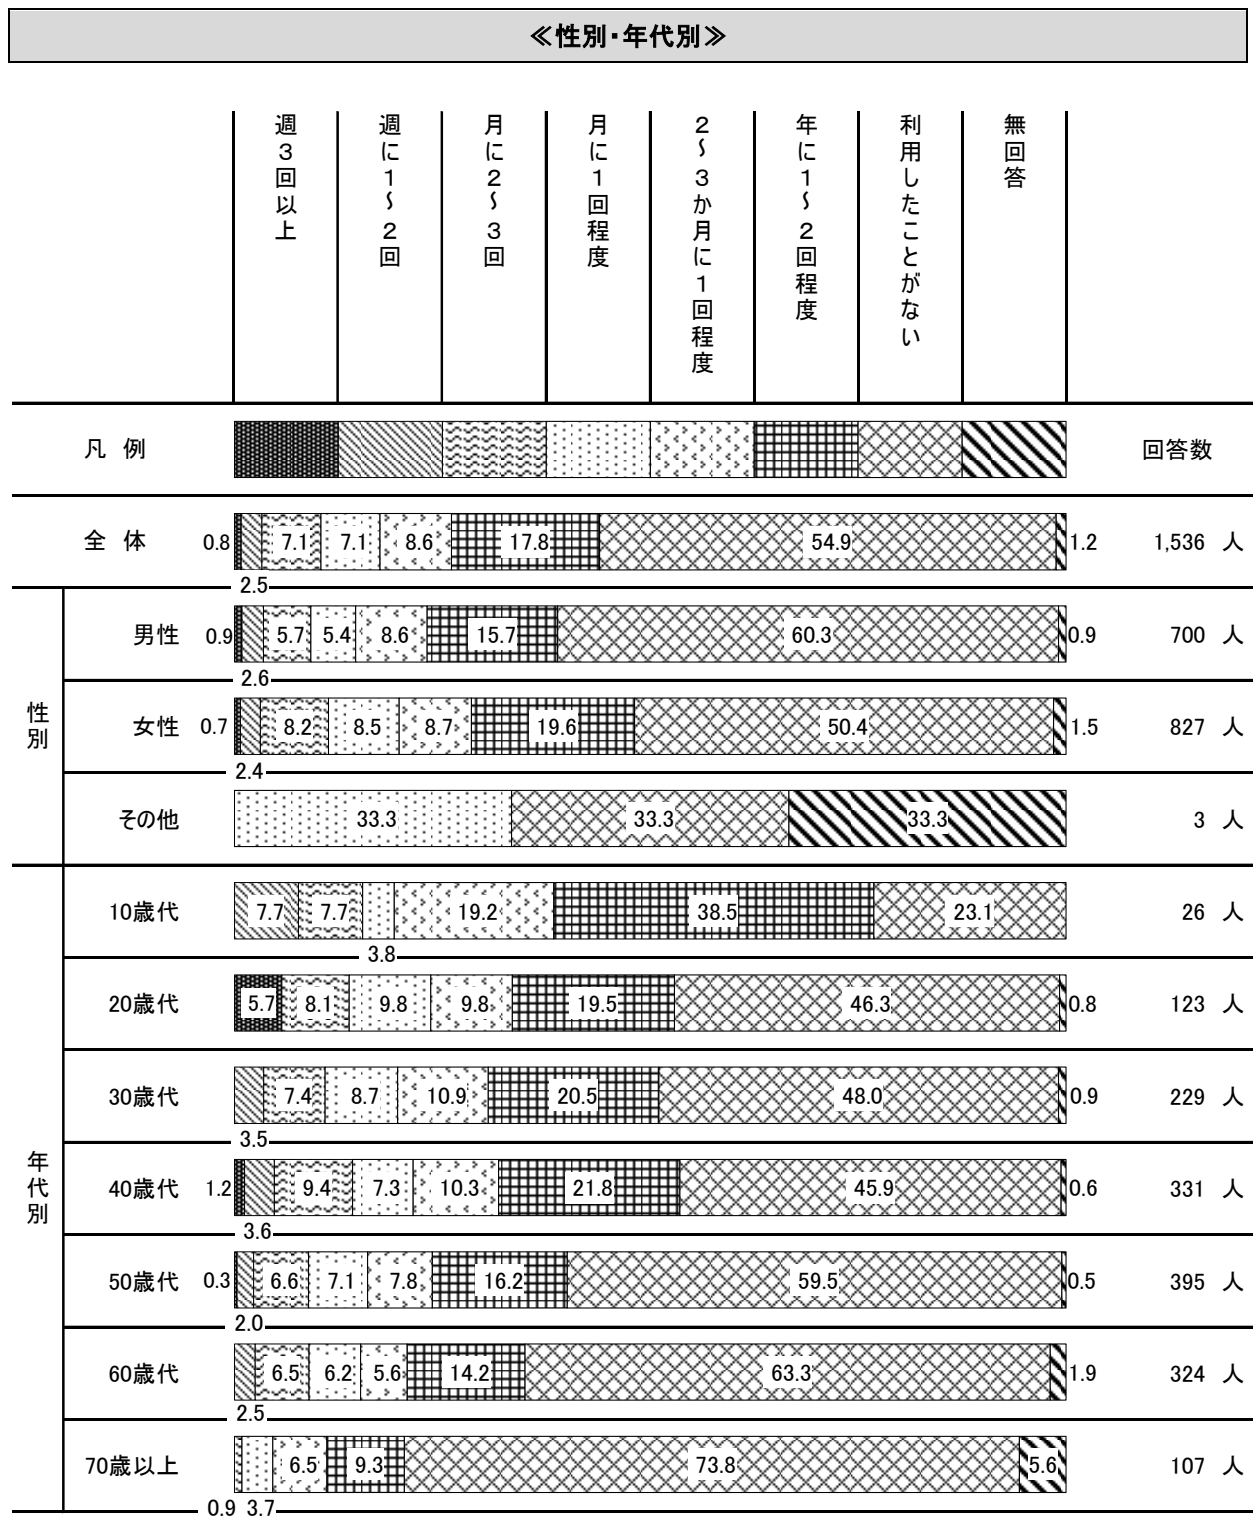 ≪性別・年代別≫
週3回以上
週に1～2回
月に2～3回
月に1回程度
2～3か月に1回程度
年に1～2回程度
利用したことがない
無回答
凡 例
回答数
全 体 0.8 7.1 7.1 8.6 17.8 54.9 1.2 1,536 人
2.5
性別
男性 0.9 5.7 5.4 8.6 15.7 60.3 0.9 700 人
2.6
女性 0.7 8.2 8.5 8.7 19.6 50.4 1.5 827 人
2.4
その他 33.3 33.3 33.3 3 人
年代別
10歳代 7.7 7.7 19.2 38.5 23.1 26 人
3.8
20歳代 5.7 8.1 9.8 9.8 19.5 46.3 0.8 123 人
30歳代 7.4 8.7 10.9 20.5 48.0 0.9 229 人
3.5
40歳代 1.2 9.4 7.3 10.3 21.8 45.9 0.6 331 人
3.6
50歳代 0.3 6.6 7.1 7.8 16.2 59.5 0.5 395 人
2.0
60歳代 6.5 6.2 5.6 14.2 63.3 1.9 324 人
2.5
70歳以上 6.5 9.3 73.8 5.6 107 人
0.9 3.7